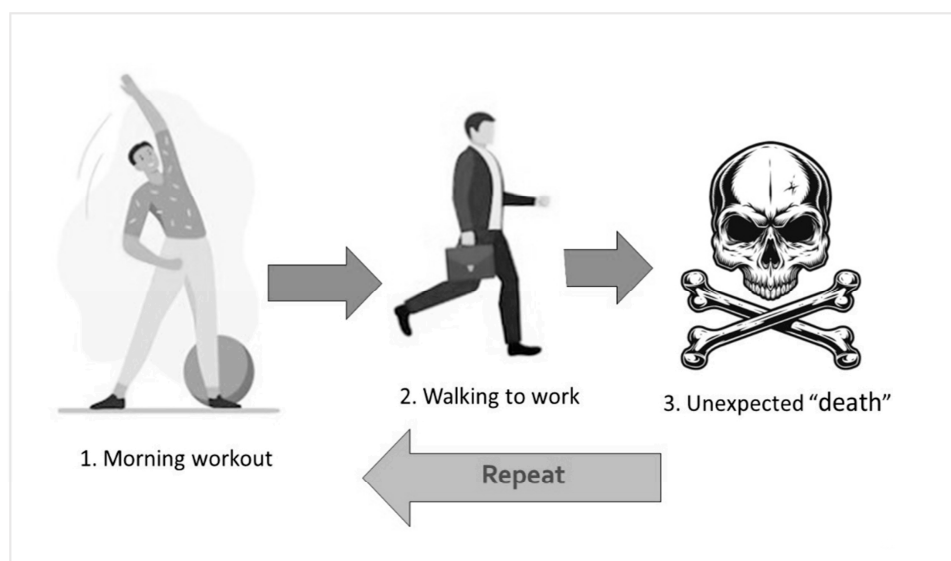 1. Morning workout
2. Walking to work
3. Unexpected “death”
Repeat